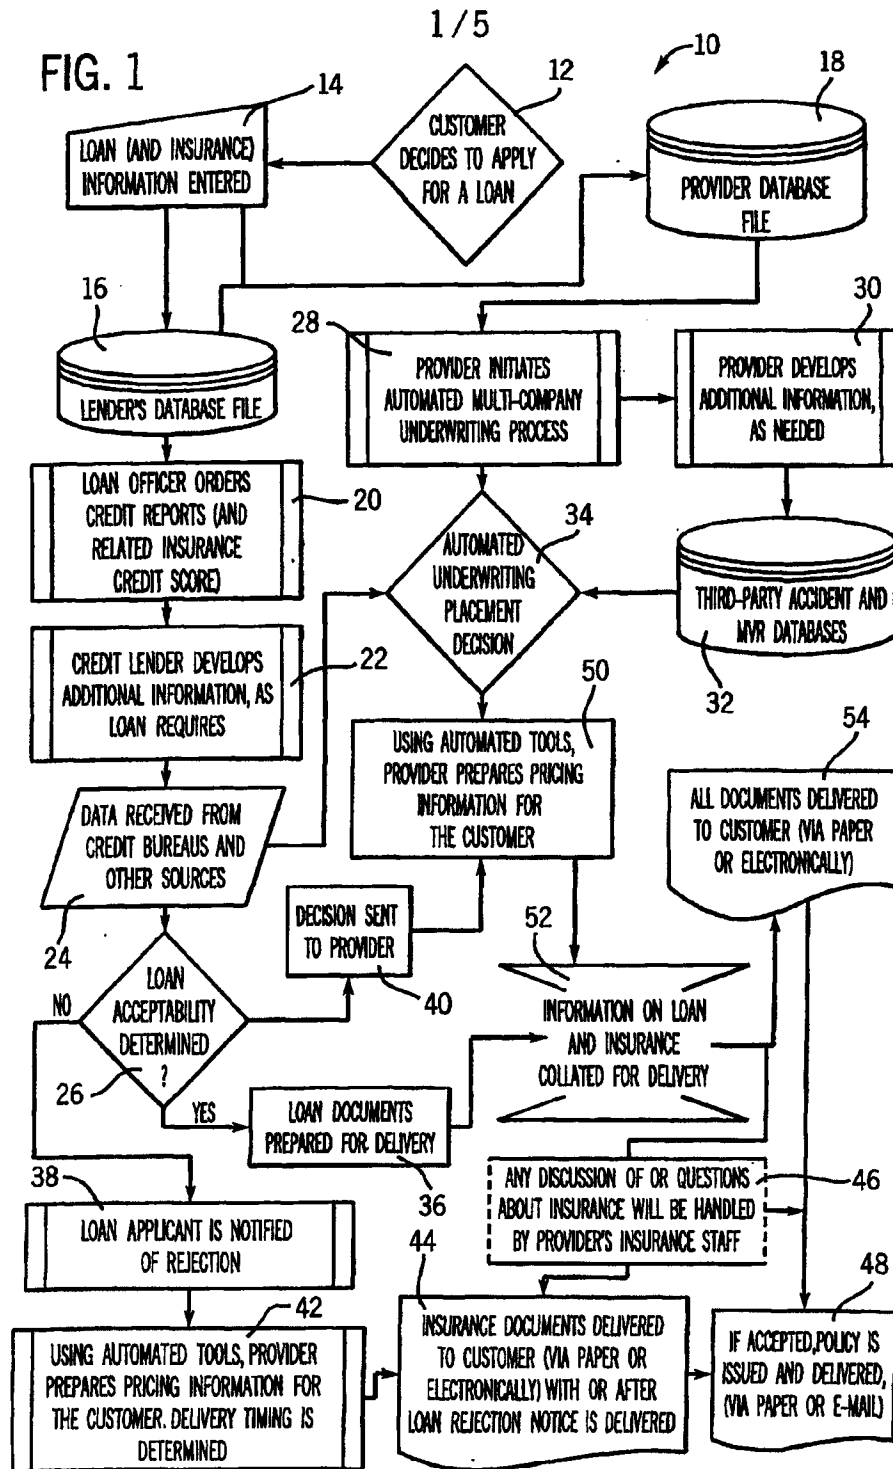 1/5
FIG. 1
10
12
CUSTOMER
DECIDES TO APPLY
FOR A LOAN
14
LOAN (AND INSURANCE)
INFORMATION ENTERED
18
PROVIDER DATABASE
FILE
16
LENDER'S DATABASE FILE
28
PROVIDER INITIATES
AUTOMATED MULTI-COMPANY
UNDERWRITING PROCESS
30
PROVIDER DEVELOPS
ADDITIONAL INFORMATION,
AS NEEDED
LOAN OFFICER ORDERS
CREDIT REPORTS (AND
RELATED INSURANCE
CREDIT SCORE)
20
34
AUTOMATED
UNDERWRITING
PLACEMENT
DECISION
THIRD-PARTY ACCIDENT AND
MVR DATABASES
32
CREDIT LENDER DEVELOPS
ADDITIONAL INFORMATION, AS
LOAN REQUIRES
22
50
USING AUTOMATED TOOLS,
PROVIDER PREPARES PRICING
INFORMATION FOR
THE CUSTOMER
54
ALL DOCUMENTS DELIVERED
TO CUSTOMER (VIA PAPER
OR ELECTRONICALLY)
DATA RECEIVED FROM
CREDIT BUREAUS AND
OTHER SOURCES
24
DECISION SENT
TO PROVIDER
40
52
INFORMATION ON LOAN
AND INSURANCE
COLLATED FOR DELIVERY
NO
LOAN
ACCEPTABILITY
DETERMINED
?
26
YES
LOAN DOCUMENTS
PREPARED FOR DELIVERY
36
38
LOAN APPLICANT IS NOTIFIED
OF REJECTION
ANY DISCUSSION OF OR QUESTIONS
ABOUT INSURANCE WILL BE HANDLED
BY PROVIDER'S INSURANCE STAFF
46
42
USING AUTOMATED TOOLS, PROVIDER
PREPARES PRICING INFORMATION FOR
THE CUSTOMER. DELIVERY TIMING IS
DETERMINED
44
INSURANCE DOCUMENTS DELIVERED
TO CUSTOMER (VIA PAPER OR
ELECTRONICALLY) WITH OR AFTER
LOAN REJECTION NOTICE IS DELIVERED
48
IF ACCEPTED,POLICY IS
ISSUED AND DELIVERED,
(VIA PAPER OR E-MAIL)